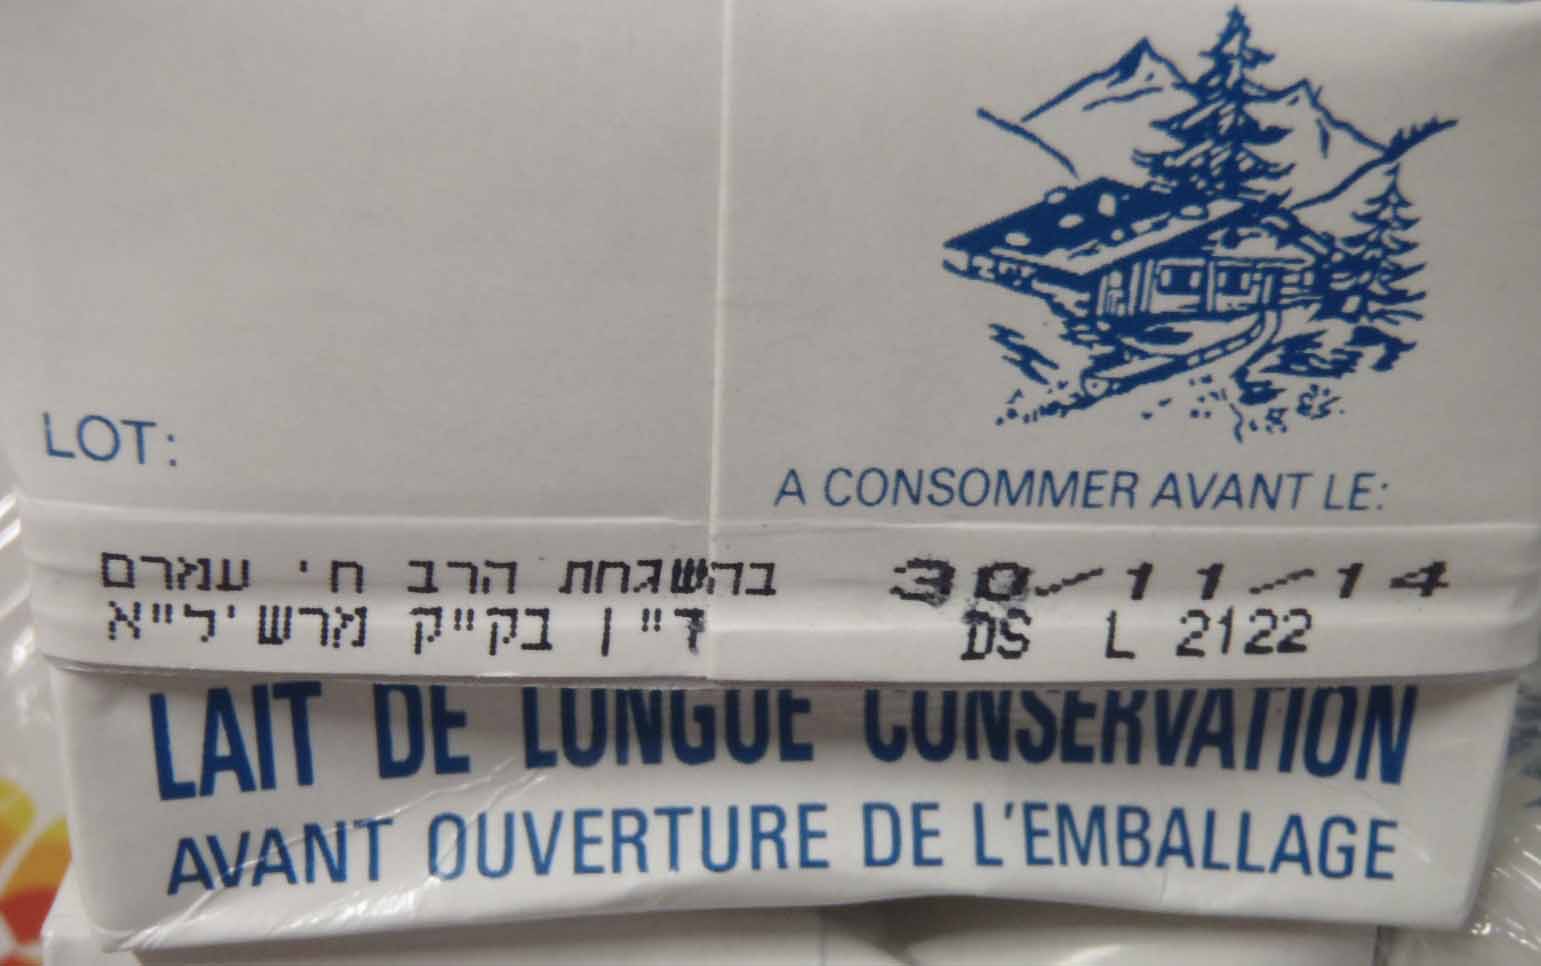 LOT:
A CONSOMMER AVANT LE:
בהשגחת הרב ח' עמרם 30/11/14
ד"ן בק"ק מרשיל"א DS L 2122
LAIT DE LONGUE CONSERVATION
AVANT OUVERTURE DE L'EMBALLAGE